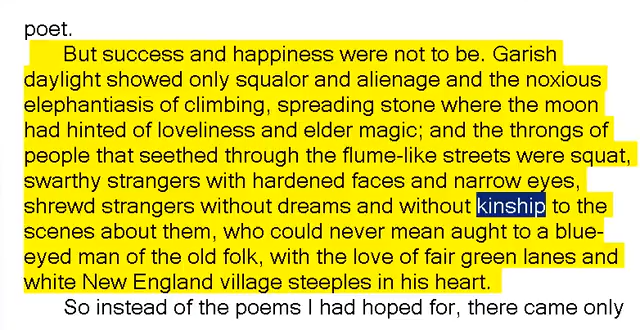 poet.
But success and happiness were not to be. Garish
daylight showed only squalor and alienage and the noxious
elephantiasis of climbing, spreading stone where the moon
had hinted of loveliness and elder magic; and the throngs of
people that seethed through the flume-like streets were squat,
swarthy strangers with hardened faces and narrow eyes,
shrewd strangers without dreams and without kinship to the
scenes about them, who could never mean aught to a blue-
eyed man of the old folk, with the love of fair green lanes and
white New England village steeples in his heart.
So instead of the poems I had hoped for, there came only